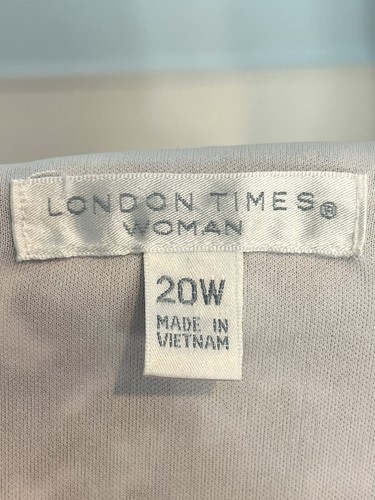 LONDON TIMES®
WOMAN
20W
MADE IN
VIETNAM